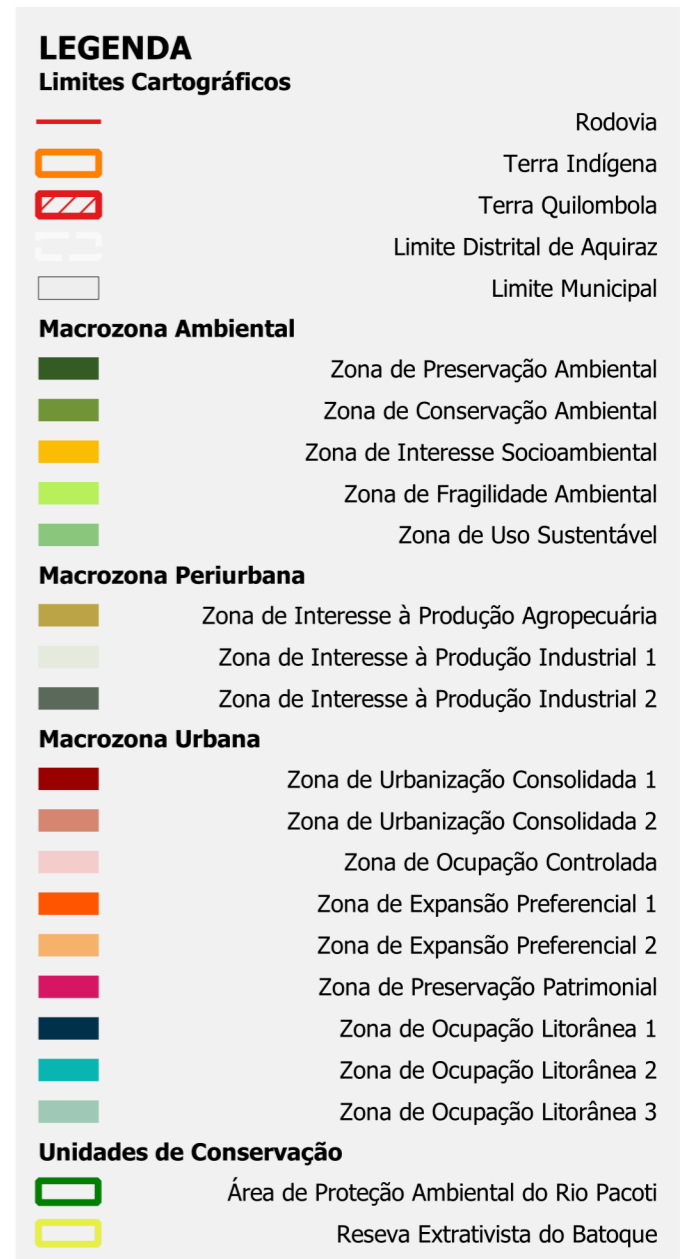 LEGENDA
Limites Cartográficos
Rodovia
Terra Indígena
Terra Quilombola
Limite Distrital de Aquiraz
Limite Municipal
Macrozona Ambiental
Zona de Preservação Ambiental
Zona de Conservação Ambiental
Zona de Interesse Socioambiental
Zona de Fragilidade Ambiental
Zona de Uso Sustentável
Macrozona Periurbana
Zona de Interesse à Produção Agropecuária
Zona de Interesse à Produção Industrial 1
Zona de Interesse à Produção Industrial 2
Macrozona Urbana
Zona de Urbanização Consolidada 1
Zona de Urbanização Consolidada 2
Zona de Ocupação Controlada
Zona de Expansão Preferencial 1
Zona de Expansão Preferencial 2
Zona de Preservação Patrimonial
Zona de Ocupação Litorânea 1
Zona de Ocupação Litorânea 2
Zona de Ocupação Litorânea 3
Unidades de Conservação
Área de Proteção Ambiental do Rio Pacoti
Reseva Extrativista do Batoque